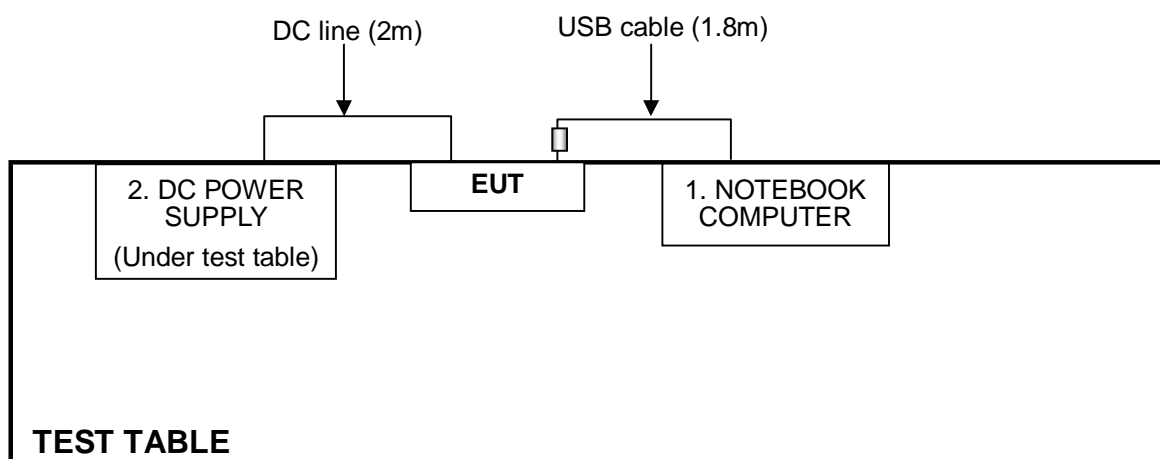 DC line (2m)
USB cable (1.8m)
2. DC POWER
SUPPLY
(Under test table)
EUT
1. NOTEBOOK
COMPUTER
TEST TABLE